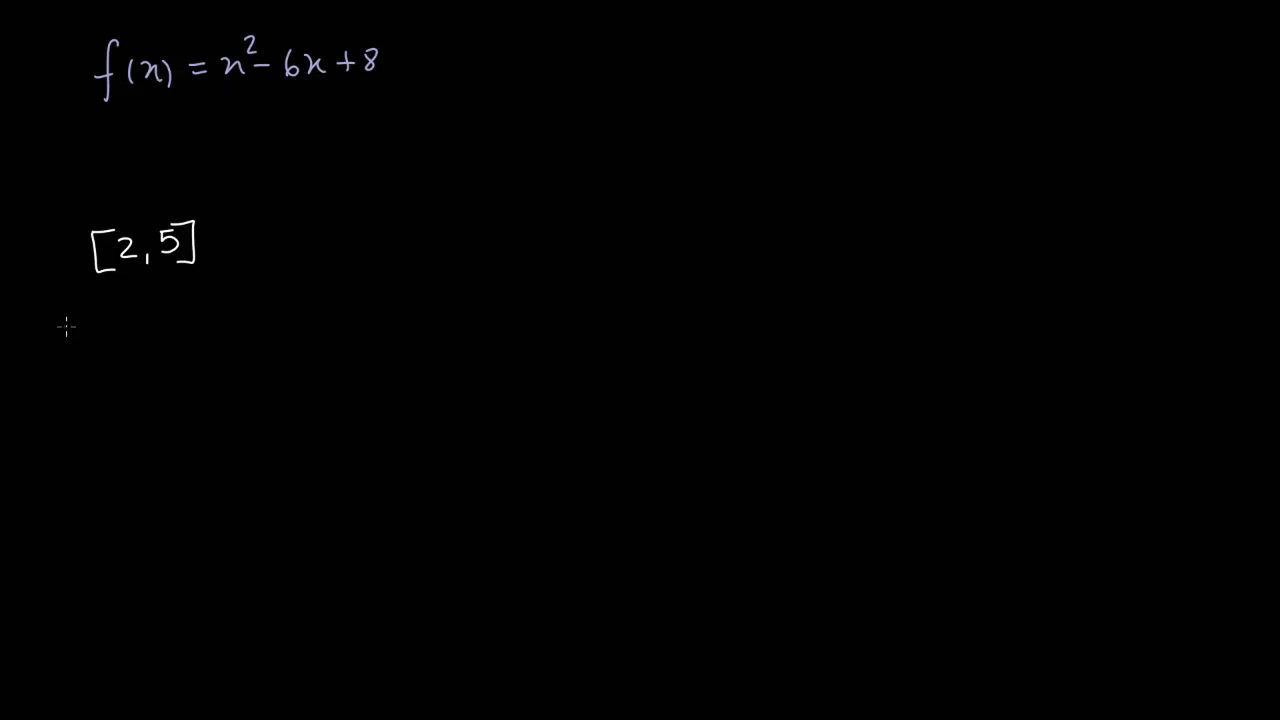 f(x) = x² - 6x + 8
[2, 5]